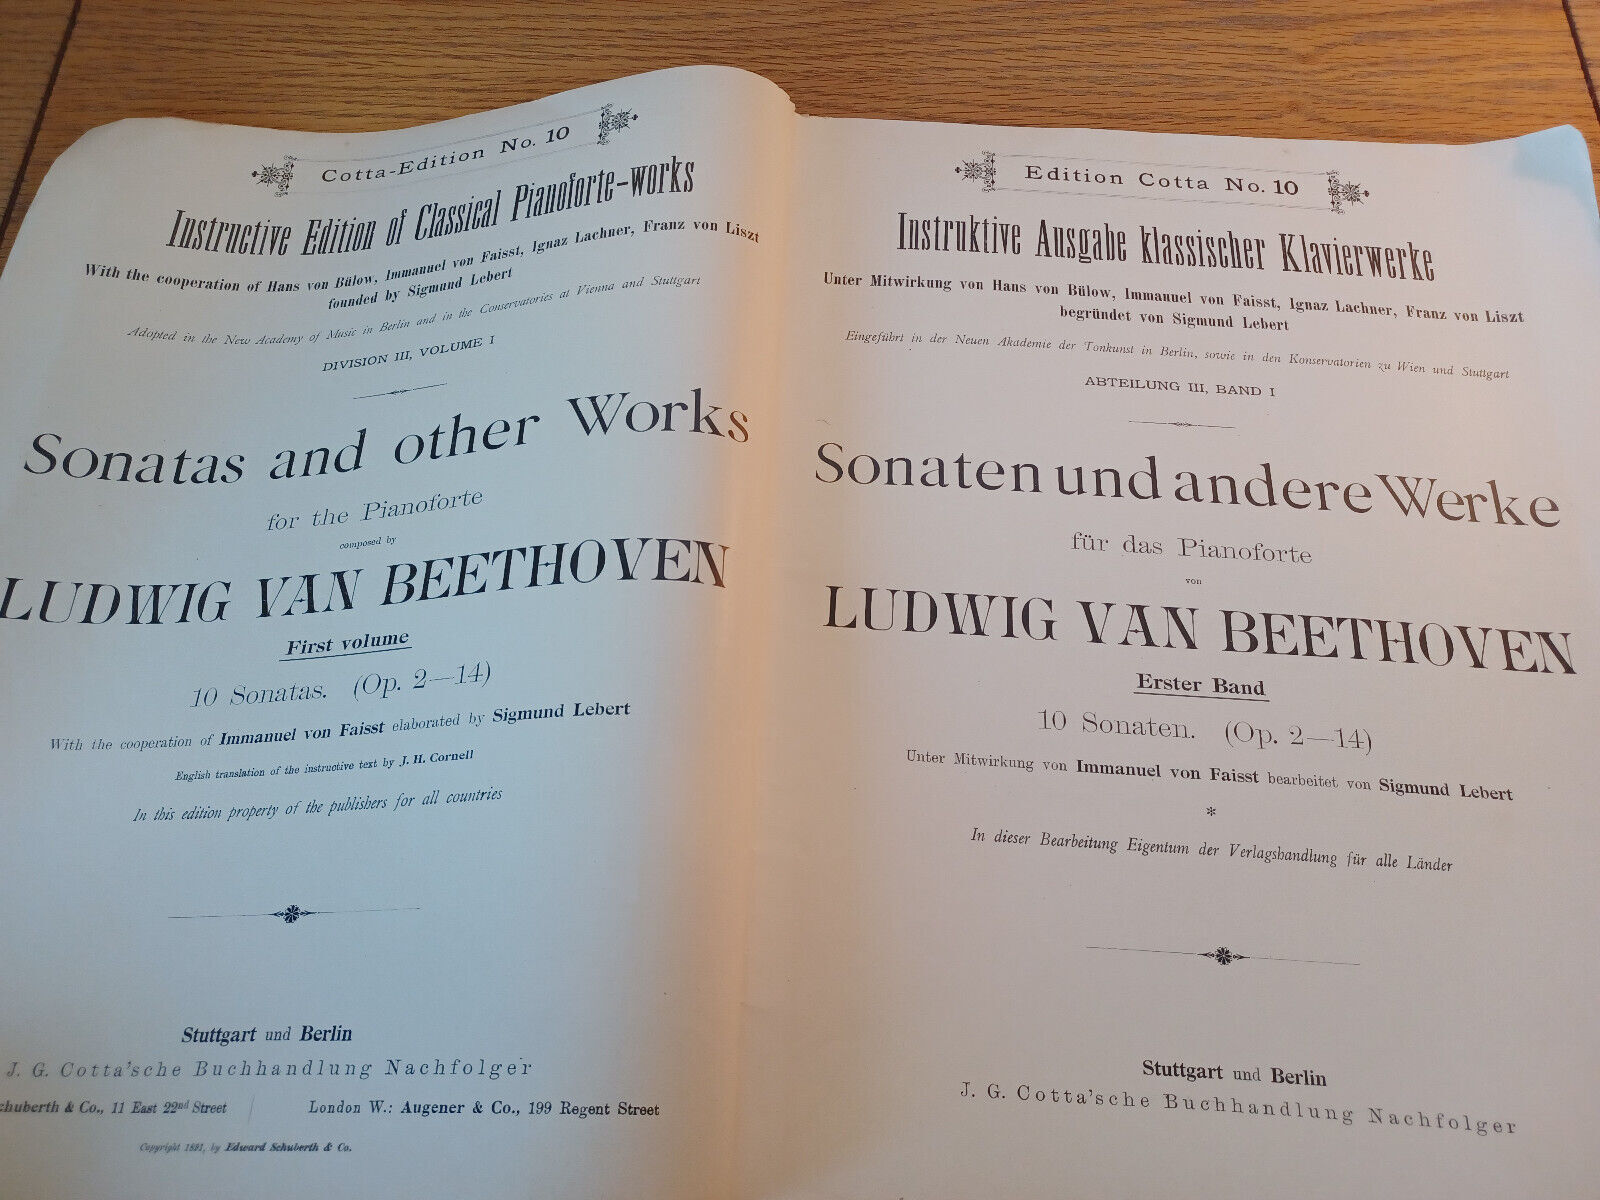 Cotta-Edition No. 10
Instructive Edition of Classical Pianoforte-works
With the cooperation of Hans von Bülow, Immanuel von Faisst, Ignaz Lachner, Franz von Liszt
founded by Sigmund Lebert
Adopted in the New Academy of Music in Berlin and in the Conservatories at Vienna and Stuttgart
DIVISION III, VOLUME I
Sonatas and other Works
for the Pianoforte
composed by
LUDWIG VAN BEETHOVEN
First volume
10 Sonatas. (Op. 2—14)
With the cooperation of Immanuel von Faisst elaborated by Sigmund Lebert
English translation of the instructive text by J. H. Cornell
In this edition property of the publishers for all countries
Stuttgart und Berlin
J. G. Cotta'sche Buchhandlung Nachfolger
chuberth & Co., 11 East 22nd Street London W.: Augener & Co., 199 Regent Street
Copyright 1891, by Edward Schuberth & Co.
Edition Cotta No. 10
Instruktive Ausgabe klassischer Klavierwerke
Unter Mitwirkung von Hans von Bülow, Immanuel von Faisst, Ignaz Lachner, Franz von Liszt
begründet von Sigmund Lebert
Eingeführt in der Neuen Akademie der Tonkunst in Berlin, sowie in den Konservatorien zu Wien und Stuttgart
ABTEILUNG III, BAND I
Sonaten und andere Werke
für das Pianoforte
von
LUDWIG VAN BEETHOVEN
Erster Band
10 Sonaten. (Op. 2—14)
Unter Mitwirkung von Immanuel von Faisst bearbeitet von Sigmund Lebert
*
In dieser Bearbeitung Eigentum der Verlagshandlung für alle Länder
Stuttgart und Berlin
J. G. Cotta'sche Buchhandlung Nachfolger